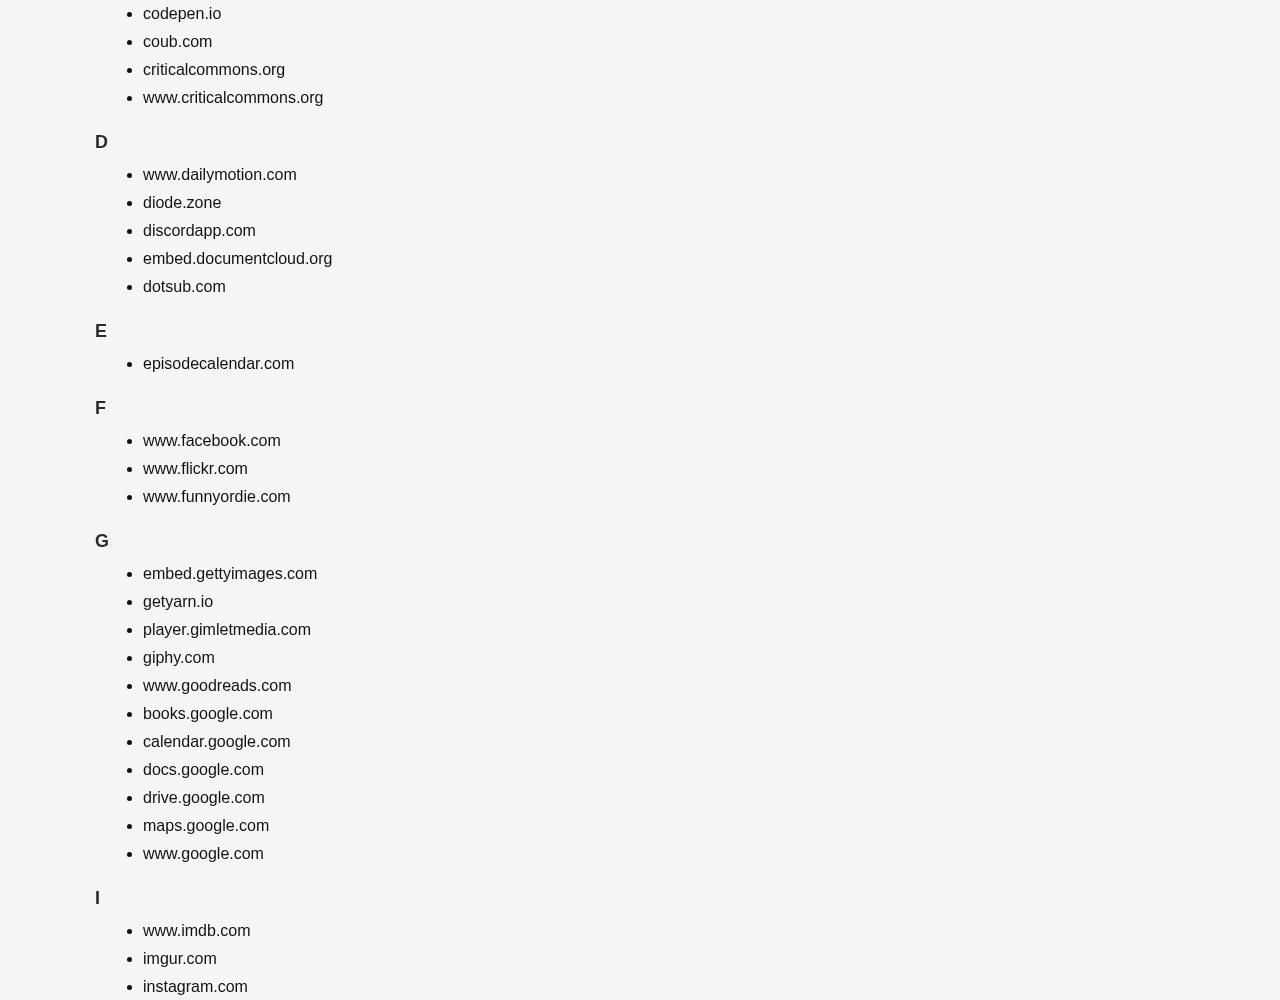 codepen.io
coub.com
criticalcommons.org
www.criticalcommons.org
D
www.dailymotion.com
diode.zone
discordapp.com
embed.documentcloud.org
dotsub.com
E
episodecalendar.com
F
www.facebook.com
www.flickr.com
www.funnyordie.com
G
embed.gettyimages.com
getyarn.io
player.gimletmedia.com
giphy.com
www.goodreads.com
books.google.com
calendar.google.com
docs.google.com
drive.google.com
maps.google.com
www.google.com
I
www.imdb.com
imgur.com
instagram.com